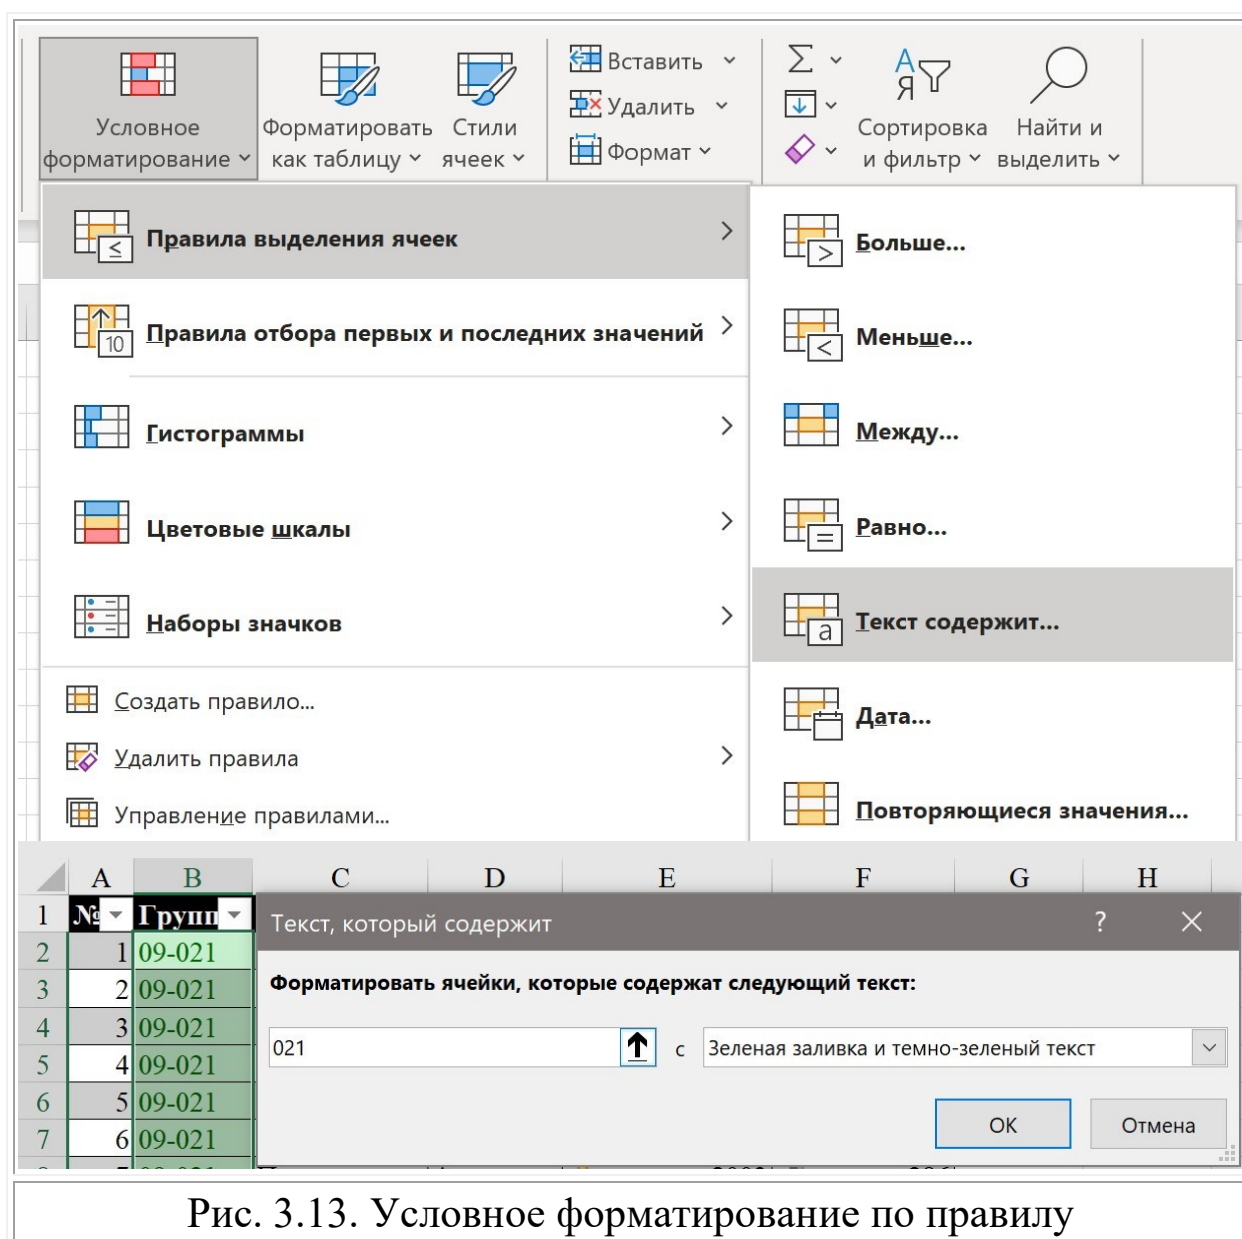 Условное форматирование
Форматировать как таблицу
Стили ячеек
Вставить
Удалить
Формат
Σ
А
Я
Сортировка и фильтр
Найти и выделить
≤ Правила выделения ячеек
10 Правила отбора первых и последних значений
Гистограммы
Цветовые шкалы
Наборы значков
Создать правило...
Удалить правила
Управление правилами...
> Больше...
< Меньше...
Между...
= Равно...
a Текст содержит...
Дата...
Повторяющиеся значения...
A B C D E F G H
1 № Групп
2 1 09-021
3 2 09-021
4 3 09-021
5 4 09-021
6 5 09-021
7 6 09-021
Текст, который содержит ? ×
Форматировать ячейки, которые содержат следующий текст:
021 с Зеленая заливка и темно-зеленый текст
ОК Отмена
Рис. 3.13. Условное форматирование по правилу